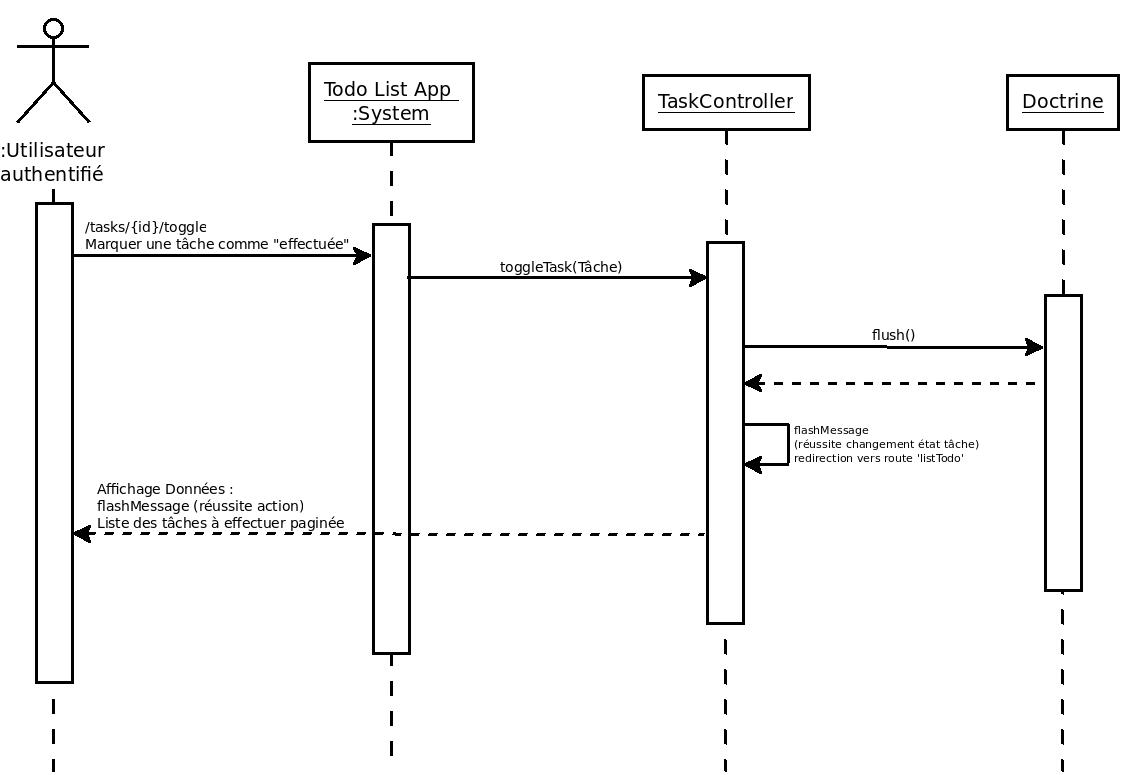 :Utilisateur
authentifié
Todo List App
:System
TaskController
Doctrine
/tasks/{id}/toggle
Marquer une tâche comme "effectuée"
toggleTask(Tâche)
flush()
flashMessage
(réussite changement état tâche)
redirection vers route 'listTodo'
Affichage Données :
flashMessage (réussite action)
Liste des tâches à effectuer paginée